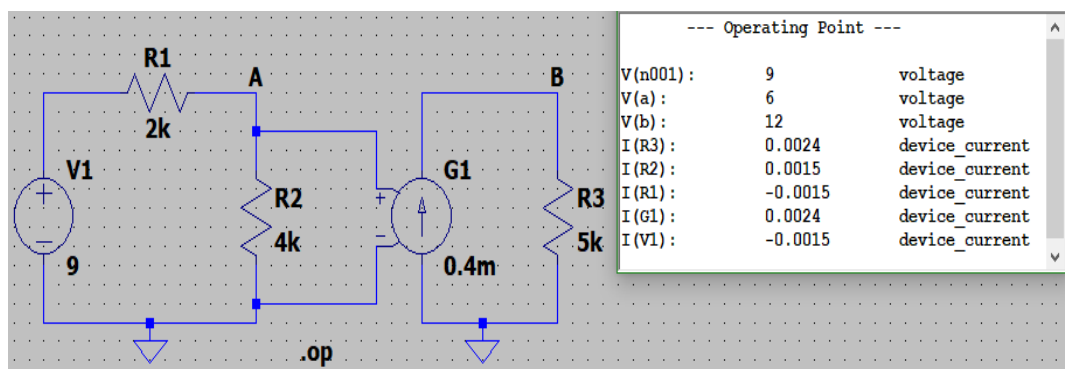 R1
A
B
2k
V1
G1
+
+
R2
R3
−
−
4k
5k
9
0.4m
.op
--- Operating Point ---
V(n001): 9 voltage
V(a): 6 voltage
V(b): 12 voltage
I(R3): 0.0024 device_current
I(R2): 0.0015 device_current
I(R1): -0.0015 device_current
I(G1): 0.0024 device_current
I(V1): -0.0015 device_current